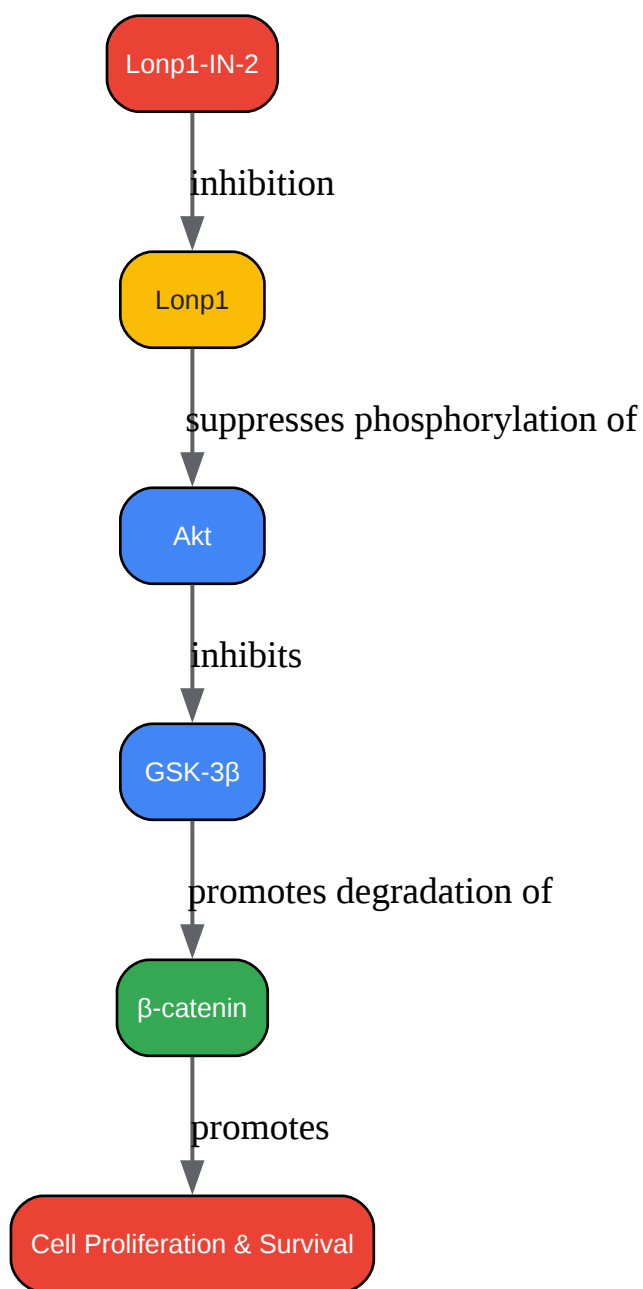 Lonp1-IN-2
inhibition
Lonp1
suppresses phosphorylation of
Akt
inhibits
GSK-3β
promotes degradation of
β-catenin
promotes
Cell Proliferation & Survival